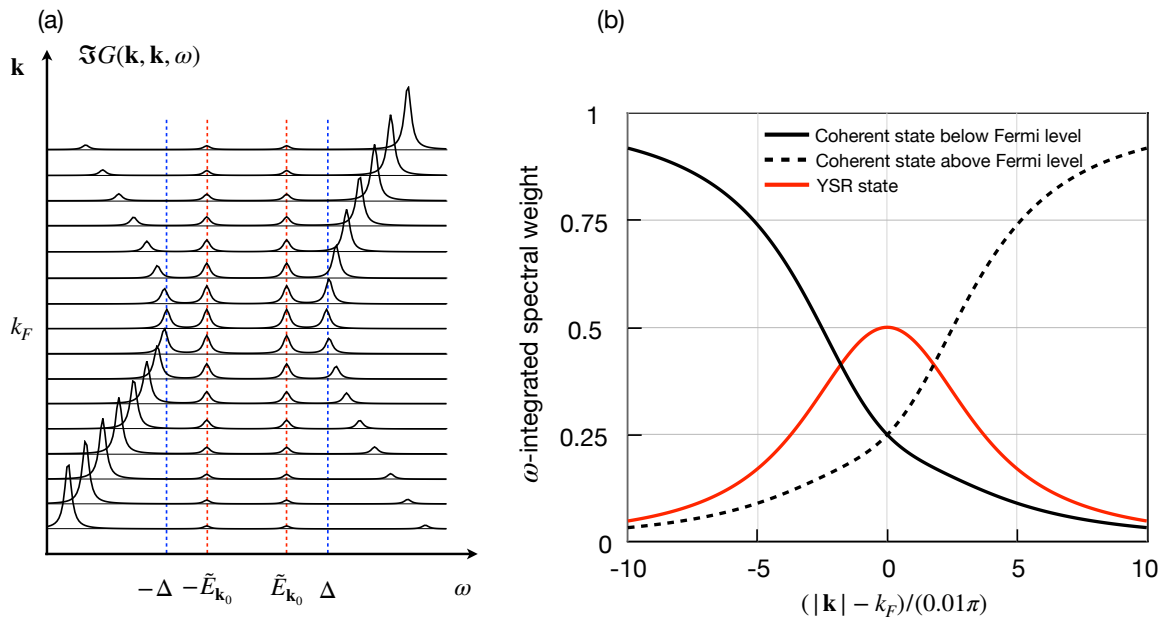 (a)
ℑG(k, k, ω)
k
k_F
−Δ −Ẽ_{k_0} Ẽ_{k_0} Δ ω
(b)
ω-integrated spectral weight
1
0.75
0.5
0.25
0
Coherent state below Fermi level
Coherent state above Fermi level
YSR state
-10 -5 0 5 10
(|k| − k_F)/(0.01π)